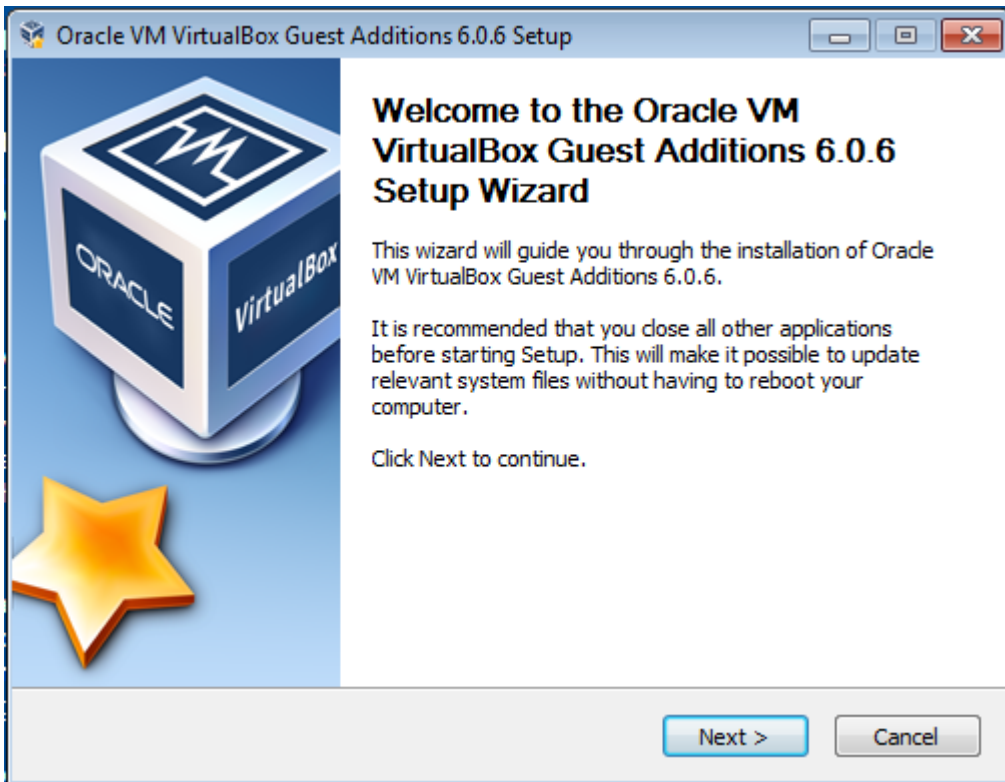 Oracle VM VirtualBox Guest Additions 6.0.6 Setup
Welcome to the Oracle VM
VirtualBox Guest Additions 6.0.6
Setup Wizard
This wizard will guide you through the installation of Oracle
VM VirtualBox Guest Additions 6.0.6.
It is recommended that you close all other applications
before starting Setup. This will make it possible to update
relevant system files without having to reboot your
computer.
Click Next to continue.
ORACLE
VirtualBox
Next >
Cancel